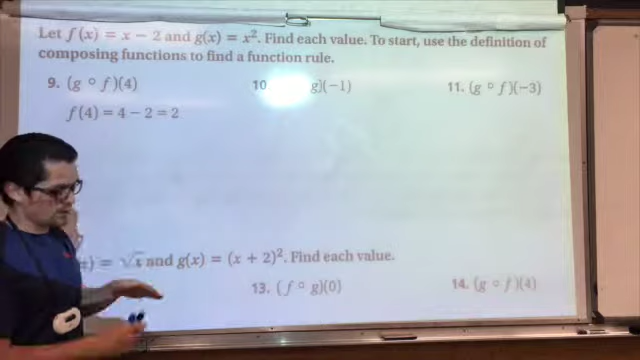 Let f(x) = x − 2 and g(x) = x². Find each value. To start, use the definition of
composing functions to find a function rule.
9. (g ∘ f)(4) 10 g)(−1) 11. (g ∘ f)(−3)
f(4) = 4 − 2 = 2
) = √x and g(x) = (x + 2)². Find each value.
13. (f ∘ g)(0) 14. (g ∘ f)(4)